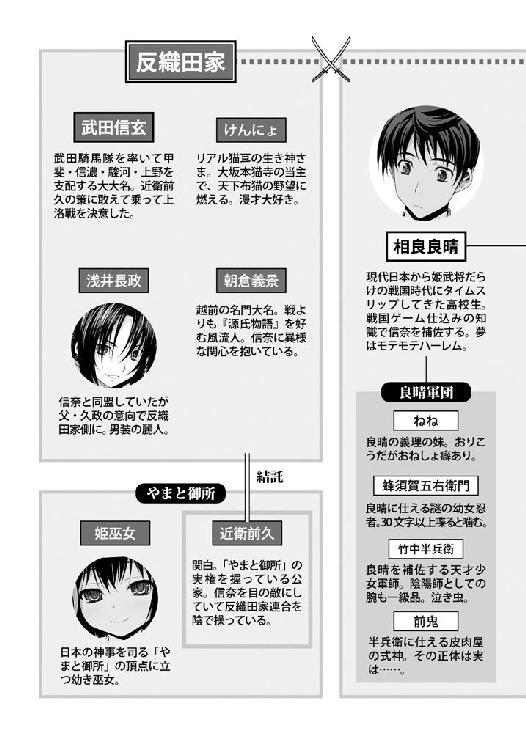 反織田家
武田信玄
武田騎馬隊を率いて甲
斐・信濃・駿河・上野を
支配する大大名。近衛前
久の策に敢えて乗って上
洛戦を決意した。
けんにょ
リアル猫耳の生き神さ
ま。大坂本猫寺の当主
で、天下布猫の野望に
燃える。漫才大好き。
浅井長政
信奈と同盟していたが
父・久政の意向で反織
田家側に。男装の麗人。
朝倉義景
越前の名門大名。戦よ
りも『源氏物語』を好
む風流人。信奈に異様
な関心を抱いている。
結託
やまと御所
姫巫女
日本の神事を司る「や
まと御所」の頂点に立
つ幼き巫女。
近衛前久
関白。「やまと御所」の
実権を握っている公
家。信奈を目の敵にし
ていて反織田家連合を
陰で操っている。
相良良晴
現代日本から姫武将だら
けの戦国時代にタイムス
リップしてきた高校生。
戦国ゲーム仕込みの知
識で信奈を補佐する。夢
はモテモテハーレム。
良晴軍団
ねね
良晴の義理の妹。おりこ
うだがおねしょ癖あり。
蜂須賀五右衛門
良晴に仕える謎の幼女忍
者。30文字以上喋ると噛む。
竹中半兵衛
良晴を補佐する天才少
女軍師。陰陽師としての
腕も一級品。泣き虫。
前鬼
半兵衛に仕える皮肉屋
の式神。その正体は実
は……。